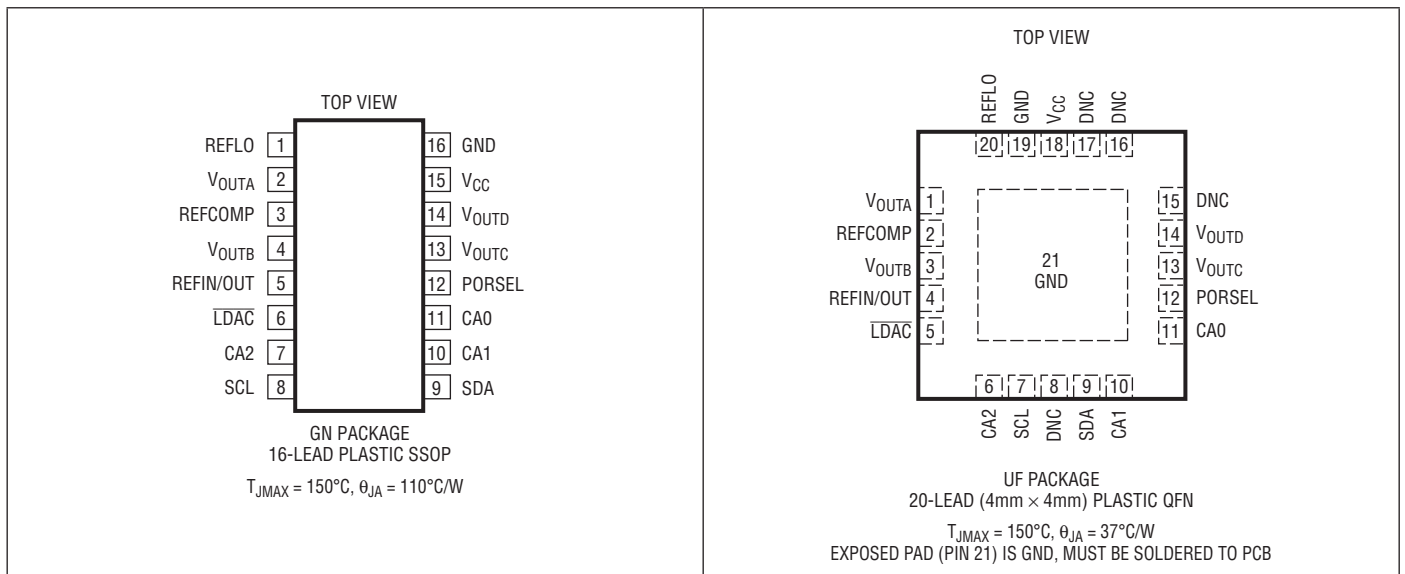 TOP VIEW
REFLO 1
VOUTA 2
REFCOMP 3
VOUTB 4
REFIN/OUT 5
L̅D̅A̅C̅ 6
CA2 7
SCL 8
16 GND
15 VCC
14 VOUTD
13 VOUTC
12 PORSEL
11 CA0
10 CA1
9 SDA
GN PACKAGE
16-LEAD PLASTIC SSOP
TJMAX = 150°C, θJA = 110°C/W
TOP VIEW
REFLO
GND
VCC
DNC
DNC
20 19 18 17 16
VOUTA 1
REFCOMP 2
VOUTB 3
REFIN/OUT 4
L̅D̅A̅C̅ 5
21
GND
15 DNC
14 VOUTD
13 VOUTC
12 PORSEL
11 CA0
6 7 8 9 10
CA2
SCL
DNC
SDA
CA1
UF PACKAGE
20-LEAD (4mm × 4mm) PLASTIC QFN
TJMAX = 150°C, θJA = 37°C/W
EXPOSED PAD (PIN 21) IS GND, MUST BE SOLDERED TO PCB